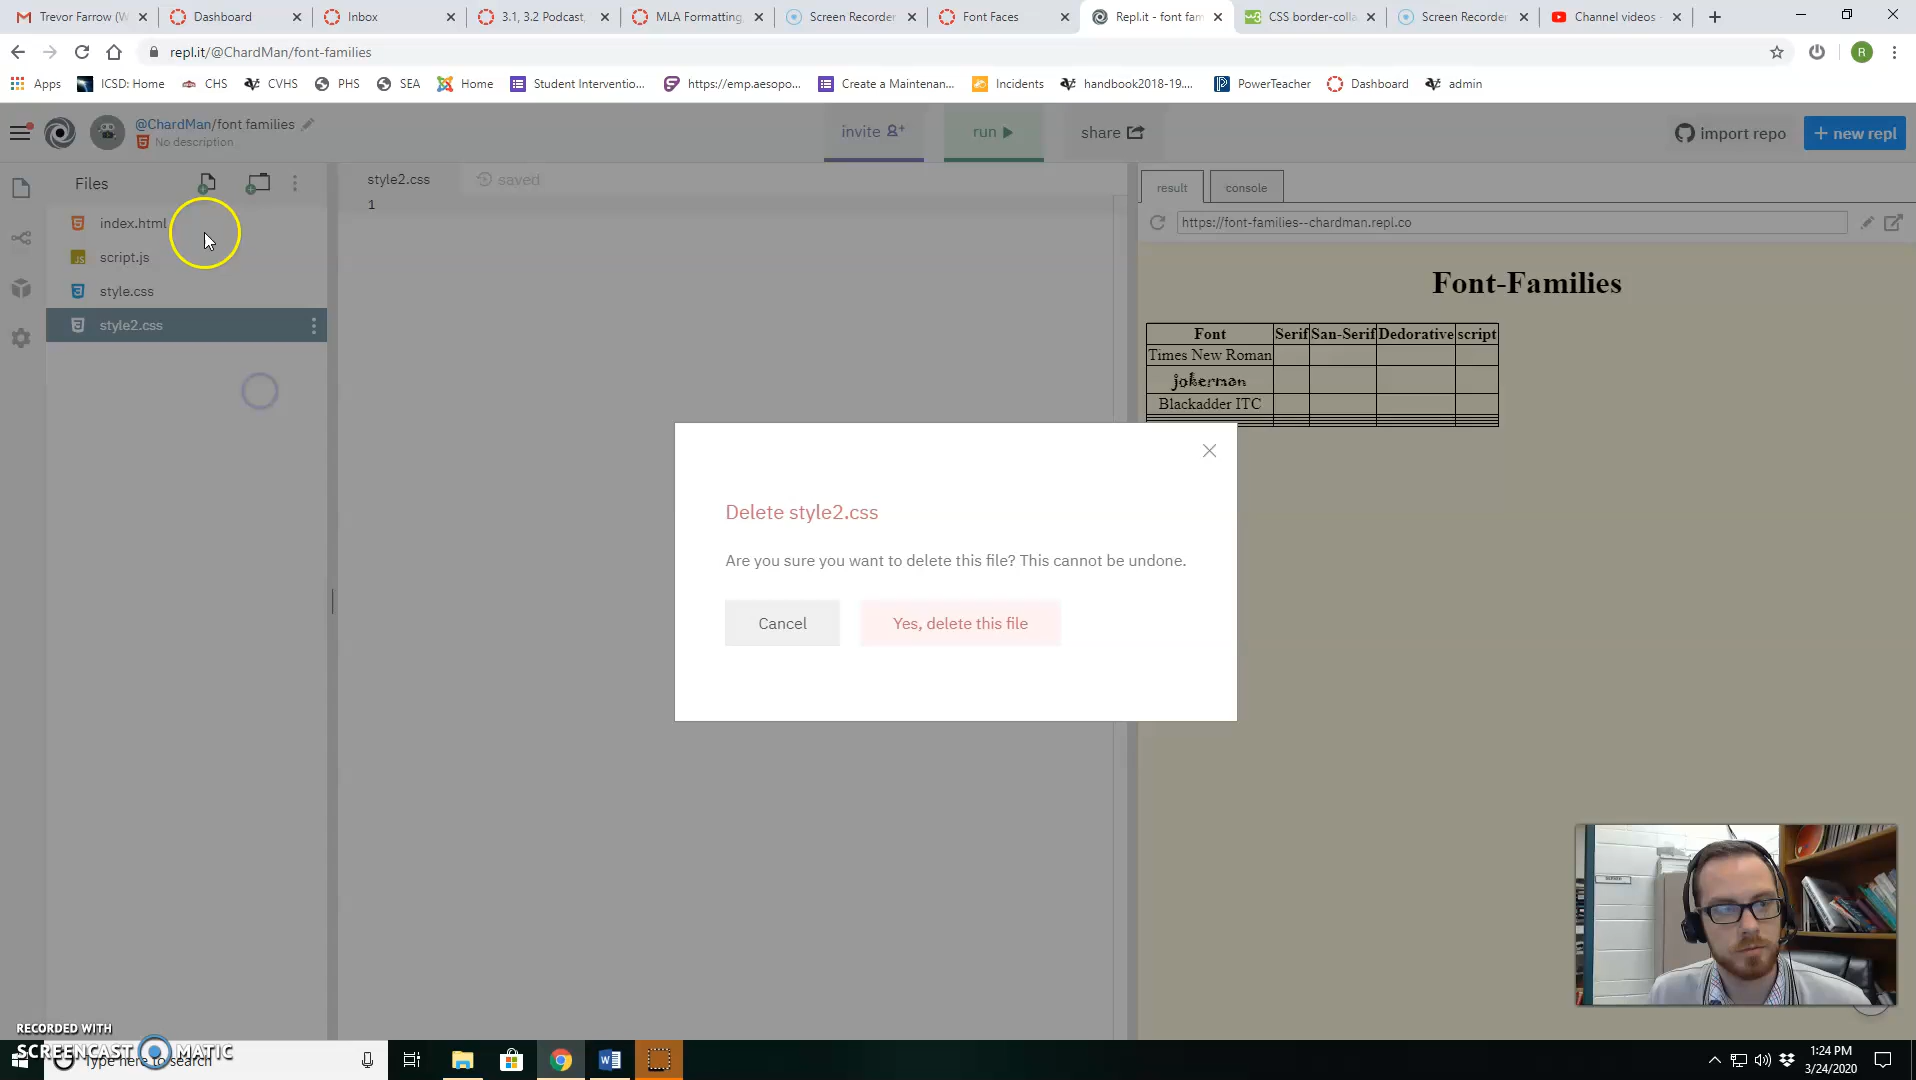 Trevor Farrow (W
Dashboard
Inbox
3.1, 3.2 Podcast,
MLA Formatting,
Screen Recorder
Font Faces
Repl.it - font fam
CSS border-colla
Screen Recorder
Channel videos -
repl.it/@ChardMan/font-families
R
Apps
ICSD: Home
CHS
CVHS
PHS
SEA
Home
Student Interventio...
https://emp.aesopo...
Create a Maintenan...
Incidents
handbook2018-19....
PowerTeacher
Dashboard
admin
@ChardMan/font families
No description
invite
run
share
import repo
+ new repl
Files
index.html
script.js
style.css
style2.css
style2.css
saved
1
result
console
https://font-families--chardman.repl.co
Font-Families
Font Serif San-Serif Dedorative script
Times New Roman
jokerman
Blackadder ITC
Delete style2.css
Are you sure you want to delete this file? This cannot be undone.
Cancel
Yes, delete this file
RECORDED WITH
SCREENCAST MATIC
Type here to search
1:24 PM
3/24/2020